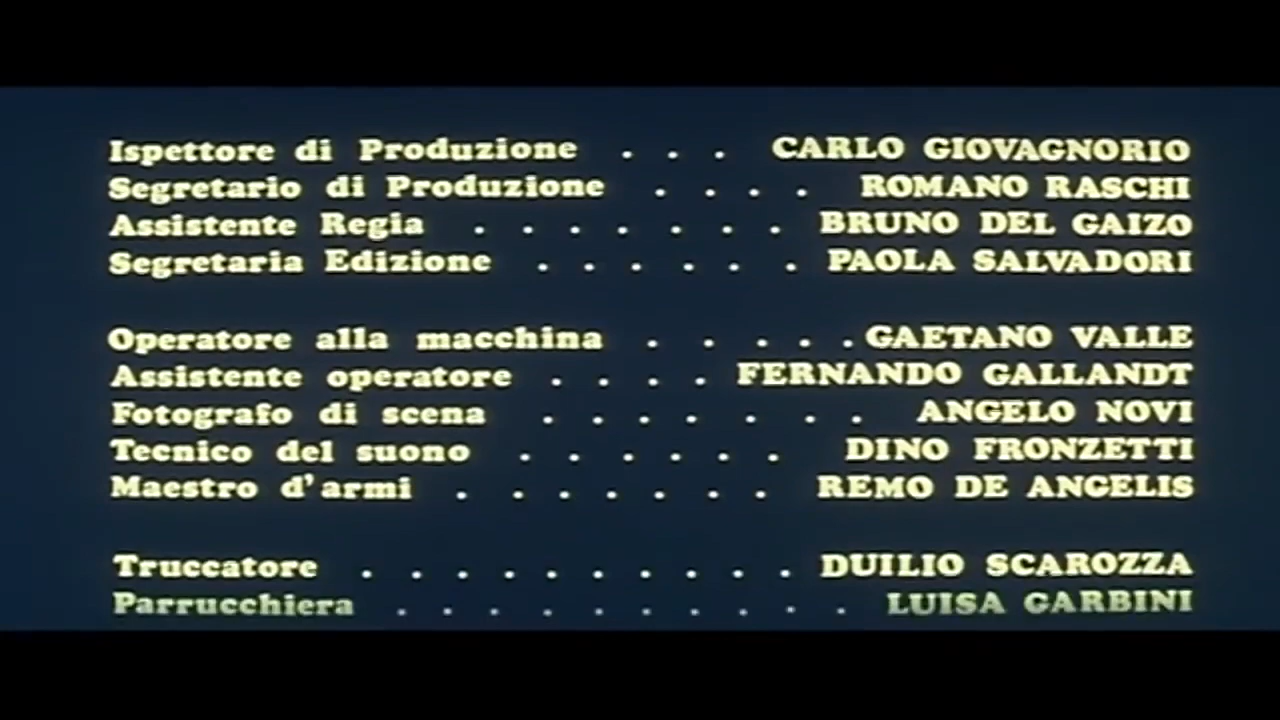 Ispettore di Produzione . . . CARLO GIOVAGNORIO
Segretario di Produzione . . . . ROMANO RASCHI
Assistente Regia . . . . . . . BRUNO DEL GAIZO
Segretaria Edizione . . . . . . PAOLA SALVADORI
Operatore alla macchina . . . . . GAETANO VALLE
Assistente operatore . . . . FERNANDO GALLANDT
Fotografo di scena . . . . . . . ANGELO NOVI
Tecnico del suono . . . . . . DINO FRONZETTI
Maestro d'armi . . . . . . . REMO DE ANGELIS
Truccatore . . . . . . . . . . DUILIO SCAROZZA
Parrucchiera . . . . . . . . . . LUISA GARBINI